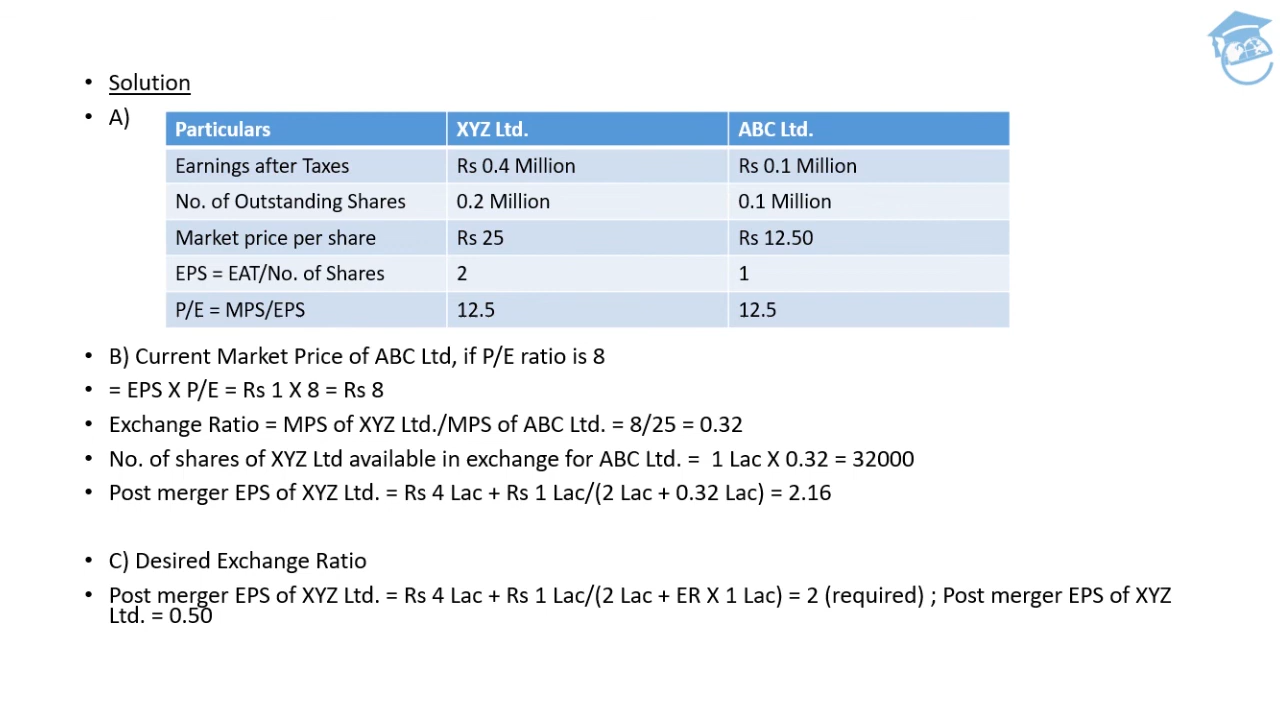 Solution
A)
Particulars XYZ Ltd. ABC Ltd.
Earnings after Taxes Rs 0.4 Million Rs 0.1 Million
No. of Outstanding Shares 0.2 Million 0.1 Million
Market price per share Rs 25 Rs 12.50
EPS = EAT/No. of Shares 2 1
P/E = MPS/EPS 12.5 12.5
B) Current Market Price of ABC Ltd, if P/E ratio is 8
= EPS X P/E = Rs 1 X 8 = Rs 8
Exchange Ratio = MPS of XYZ Ltd./MPS of ABC Ltd. = 8/25 = 0.32
No. of shares of XYZ Ltd available in exchange for ABC Ltd. = 1 Lac X 0.32 = 32000
Post merger EPS of XYZ Ltd. = Rs 4 Lac + Rs 1 Lac/(2 Lac + 0.32 Lac) = 2.16
C) Desired Exchange Ratio
Post merger EPS of XYZ Ltd. = Rs 4 Lac + Rs 1 Lac/(2 Lac + ER X 1 Lac) = 2 (required) ; Post merger EPS of XYZ
Ltd. = 0.50